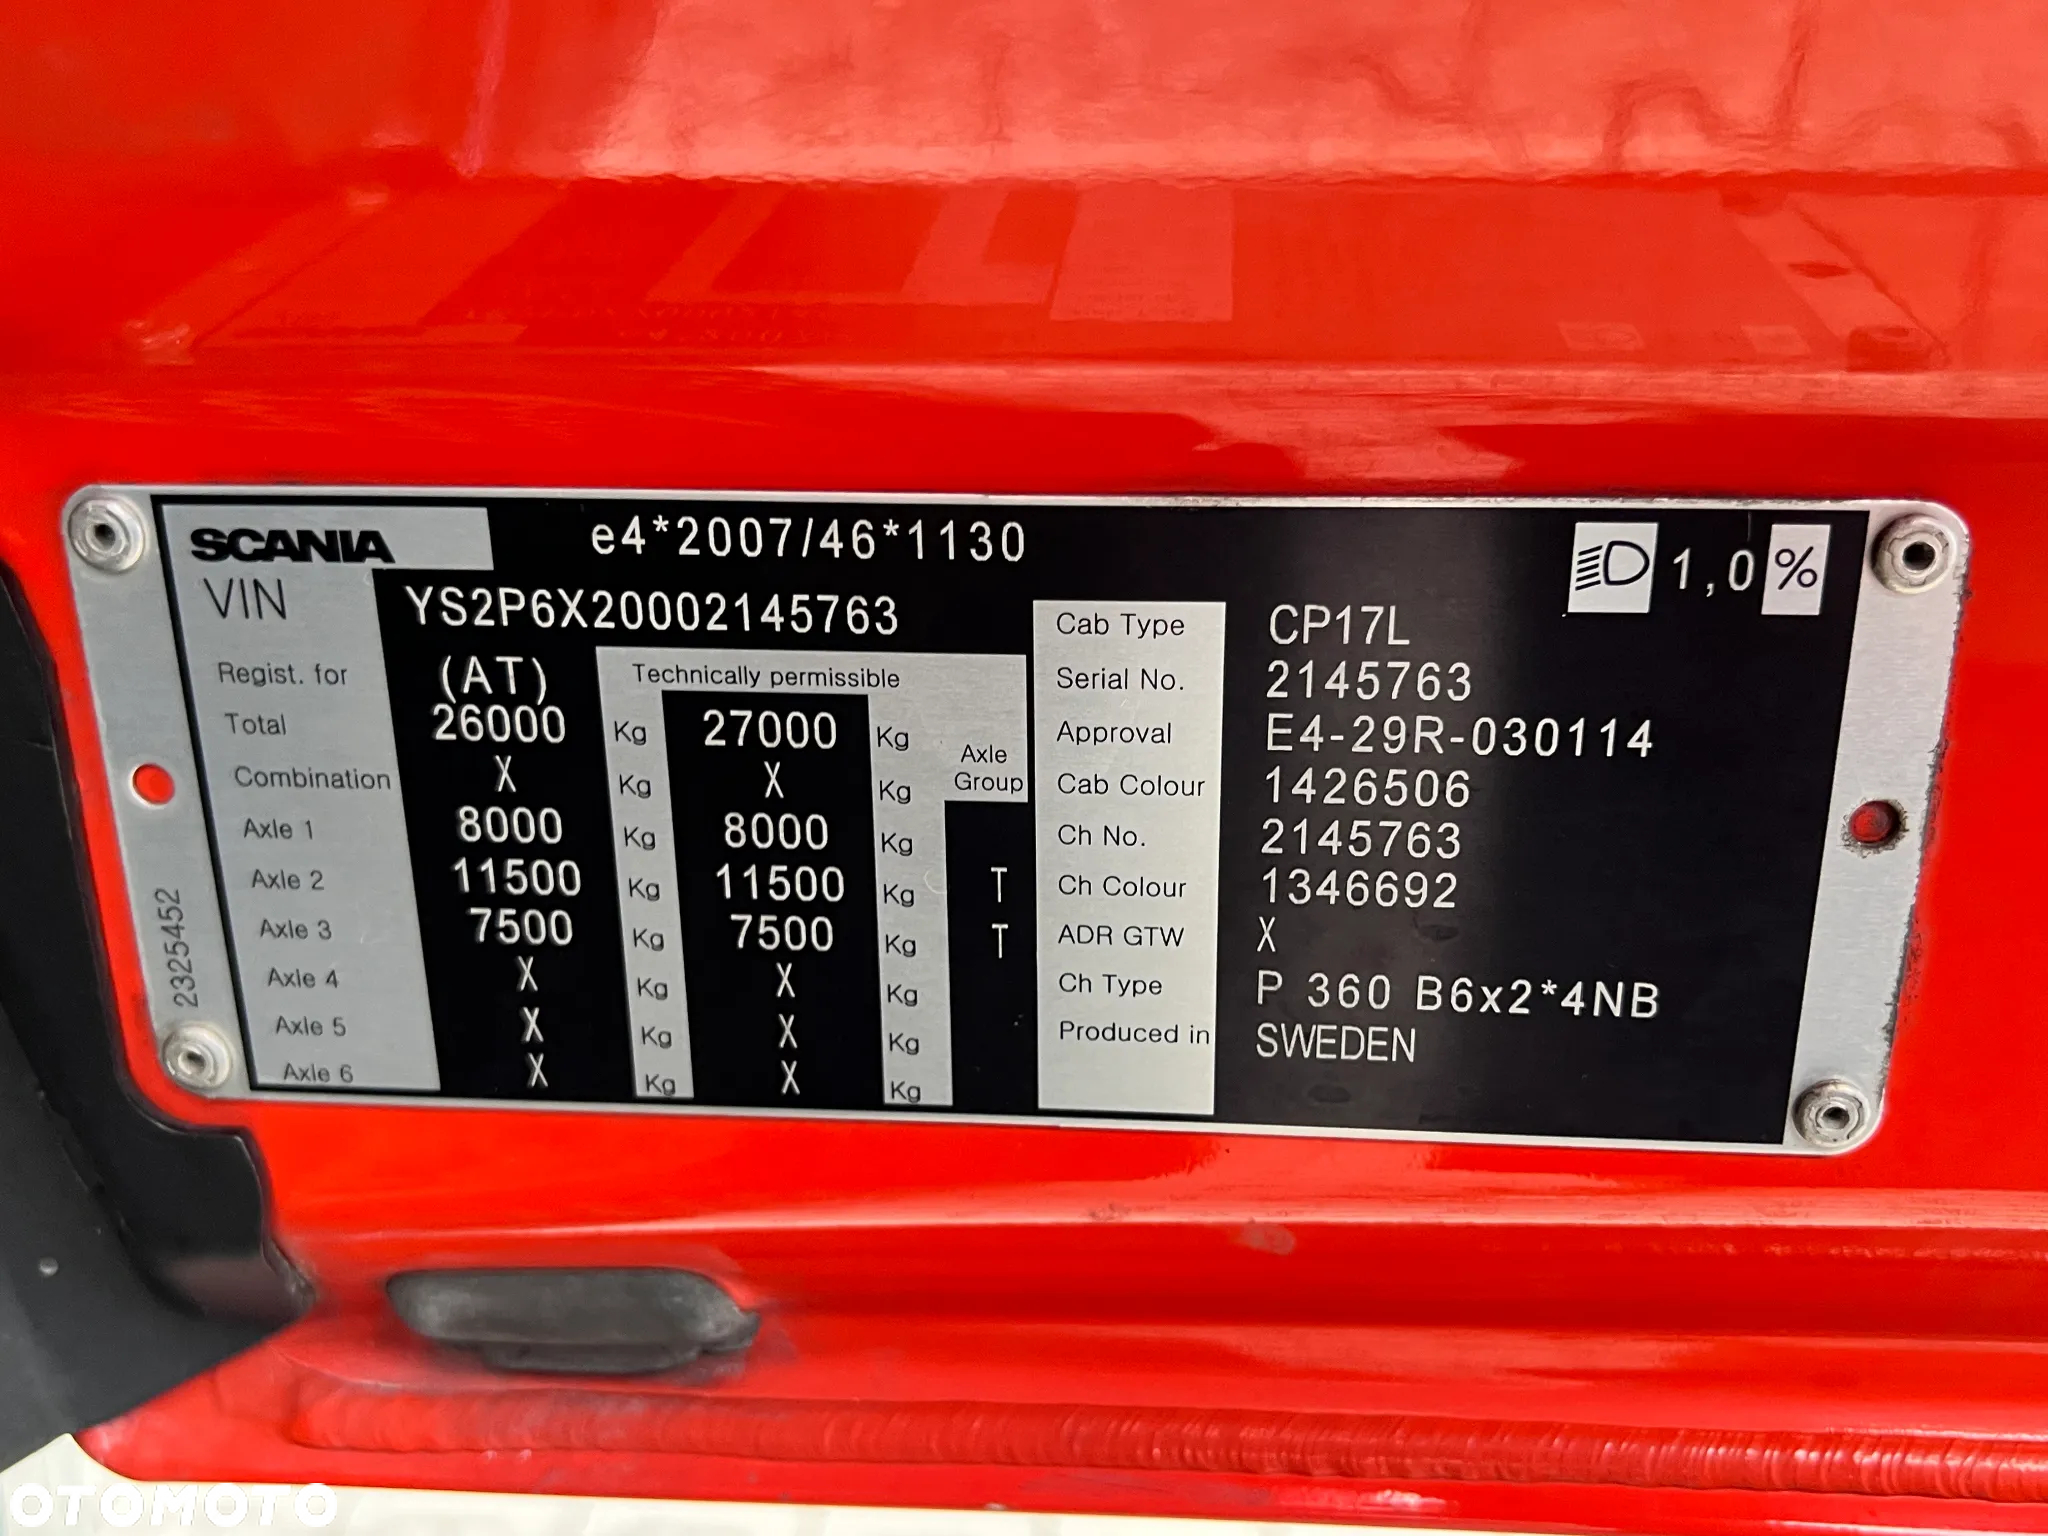 SCANIA e4*2007/46*1130
VIN YS2P6X20002145763
1,0 %
Regist. for (AT) Technically permissible
Total 26000 Kg 27000 Kg
Combination X Kg X Kg
Axle Group
Axle 1 8000 Kg 8000 Kg
Axle 2 11500 Kg 11500 Kg T
Axle 3 7500 Kg 7500 Kg T
Axle 4 X Kg X Kg
Axle 5 X Kg X Kg
Axle 6 X Kg X Kg
Cab Type CP17L
Serial No. 2145763
Approval E4-29R-030114
Cab Colour 1426506
Ch No. 2145763
Ch Colour 1346692
ADR GTW X
Ch Type P 360 B6x2*4NB
Produced in SWEDEN
2325452
OTOMOTO